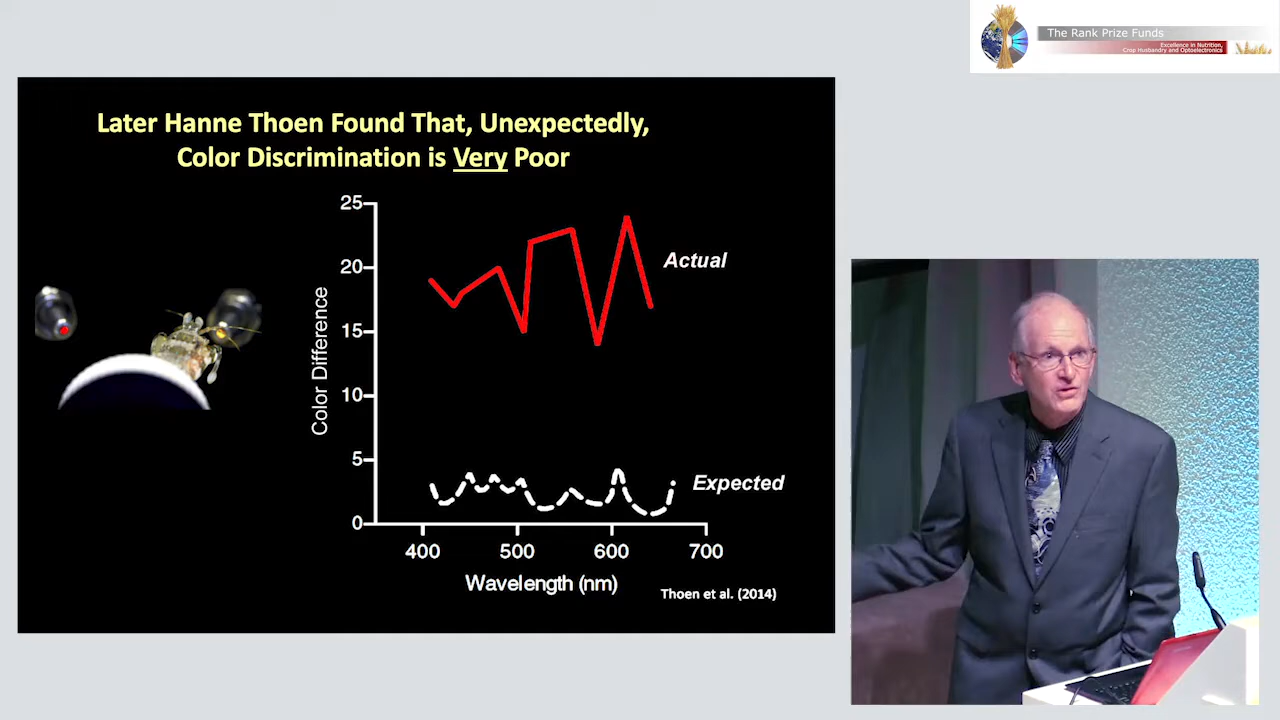 The Rank Prize Funds
Excellence in Nutrition,
Crop Husbandry and Optoelectronics
Later Hanne Thoen Found That, Unexpectedly,
Color Discrimination is Very Poor
25
20
15
10
5
0
Color Difference
Actual
Expected
400 500 600 700
Wavelength (nm)
Thoen et al. (2014)